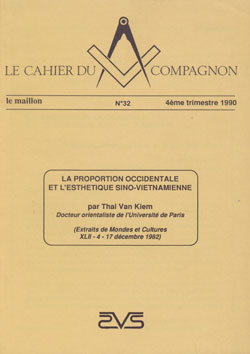 LE CAHIER DU COMPAGNON
le maillon N°32 4ème trimestre 1990
LA PROPORTION OCCIDENTALE
ET L'ESTHETIQUE SINO-VIETNAMIENNE
par Thai Van Kiem
Docteur orientaliste de l'Université de Paris
(Extraits de Mondes et Cultures
XLII - 4 - 17 décembre 1982)